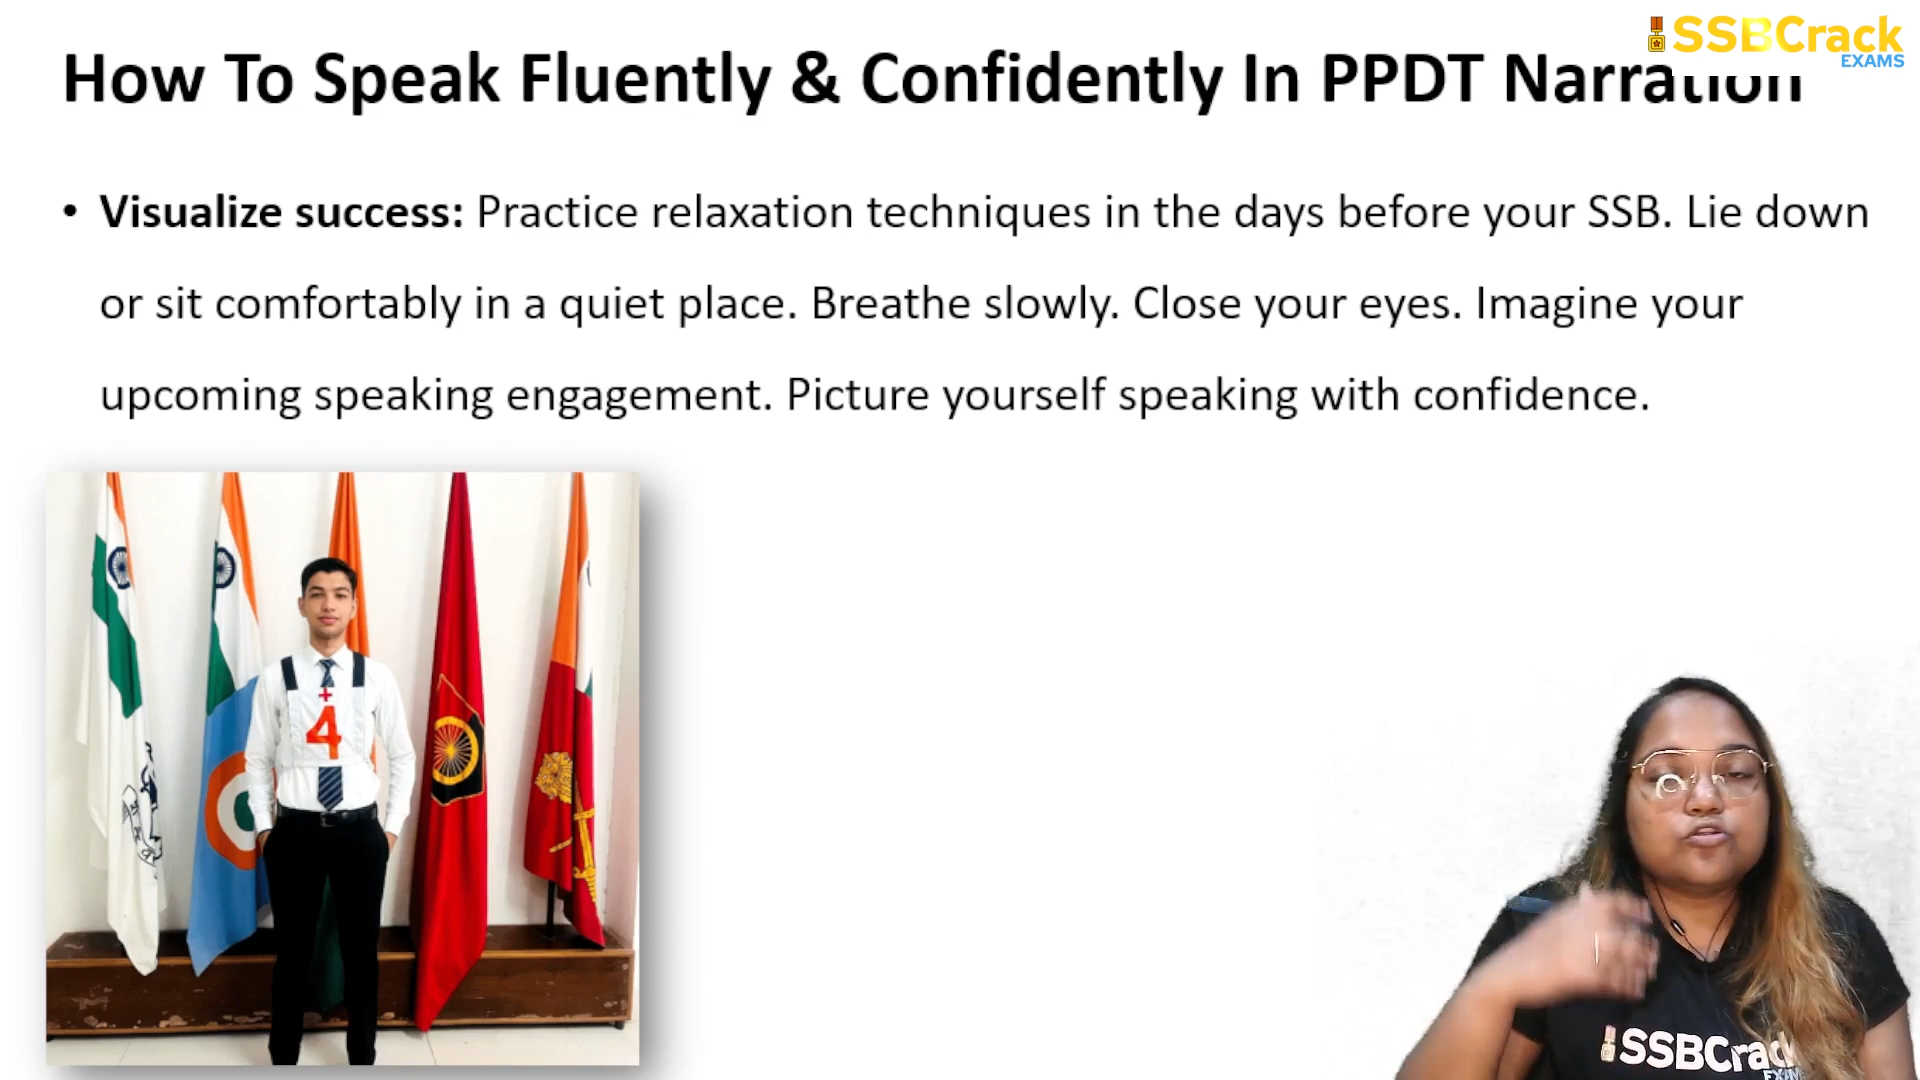 SSBCrack
EXAMS
How To Speak Fluently & Confidently In PPDT Narration
• Visualize success: Practice relaxation techniques in the days before your SSB. Lie down
or sit comfortably in a quiet place. Breathe slowly. Close your eyes. Imagine your
upcoming speaking engagement. Picture yourself speaking with confidence.
+
4
SSBCrack
EXAMS